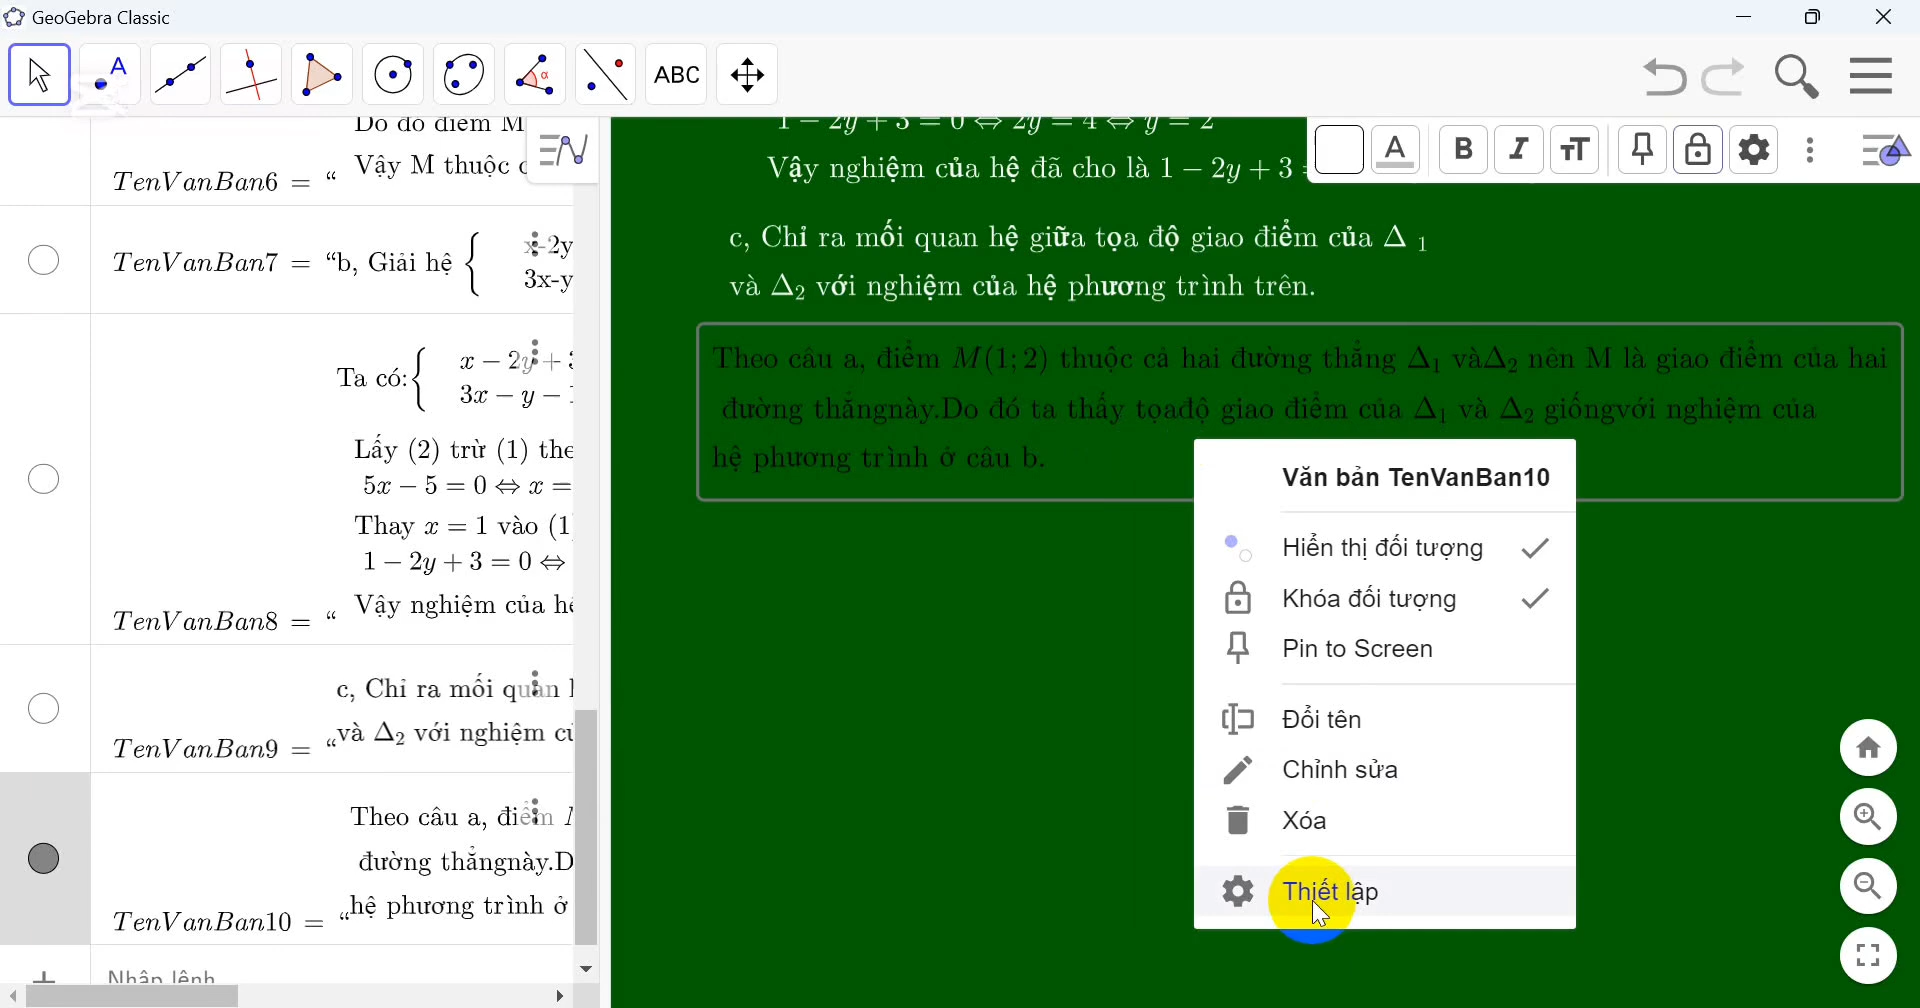 GeoGebra Classic
A
α
ABC
Do đó điểm M
TenVanBan6 = “ Vậy M thuộc
TenVanBan7 = “b, Giải hệ { x-2y
3x-y
Ta có:{ x − 2y + 3
3x − y −
Lấy (2) trừ (1) the
5x − 5 = 0 ⇔ x =
Thay x = 1 vào (1
1 − 2y + 3 = 0 ⇔
TenVanBan8 = “ Vậy nghiệm của hệ
c, Chỉ ra mối quan
TenVanBan9 = “và Δ₂ với nghiệm củ
Theo câu a, điểm
đường thẳngnày.D
TenVanBan10 = “hệ phương trình ở
Nhập lệnh
1 − 2y + 3 = 0 ⇔ 2y = 4 ⇔ y = 2
Vậy nghiệm của hệ đã cho là 1 − 2y + 3
A B I TT
c, Chỉ ra mối quan hệ giữa tọa độ giao điểm của Δ ₁
và Δ₂ với nghiệm của hệ phương trình trên.
Theo câu a, điểm M(1; 2) thuộc cả hai đường thẳng Δ₁ vàΔ₂ nên M là giao điểm của hai
đường thẳngnày.Do đó ta thấy tọađộ giao điểm của Δ₁ và Δ₂ giốngvới nghiệm của
hệ phương trình ở câu b.
Văn bản TenVanBan10
Hiển thị đối tượng
Khóa đối tượng
Pin to Screen
Đổi tên
Chỉnh sửa
Xóa
Thiết lập